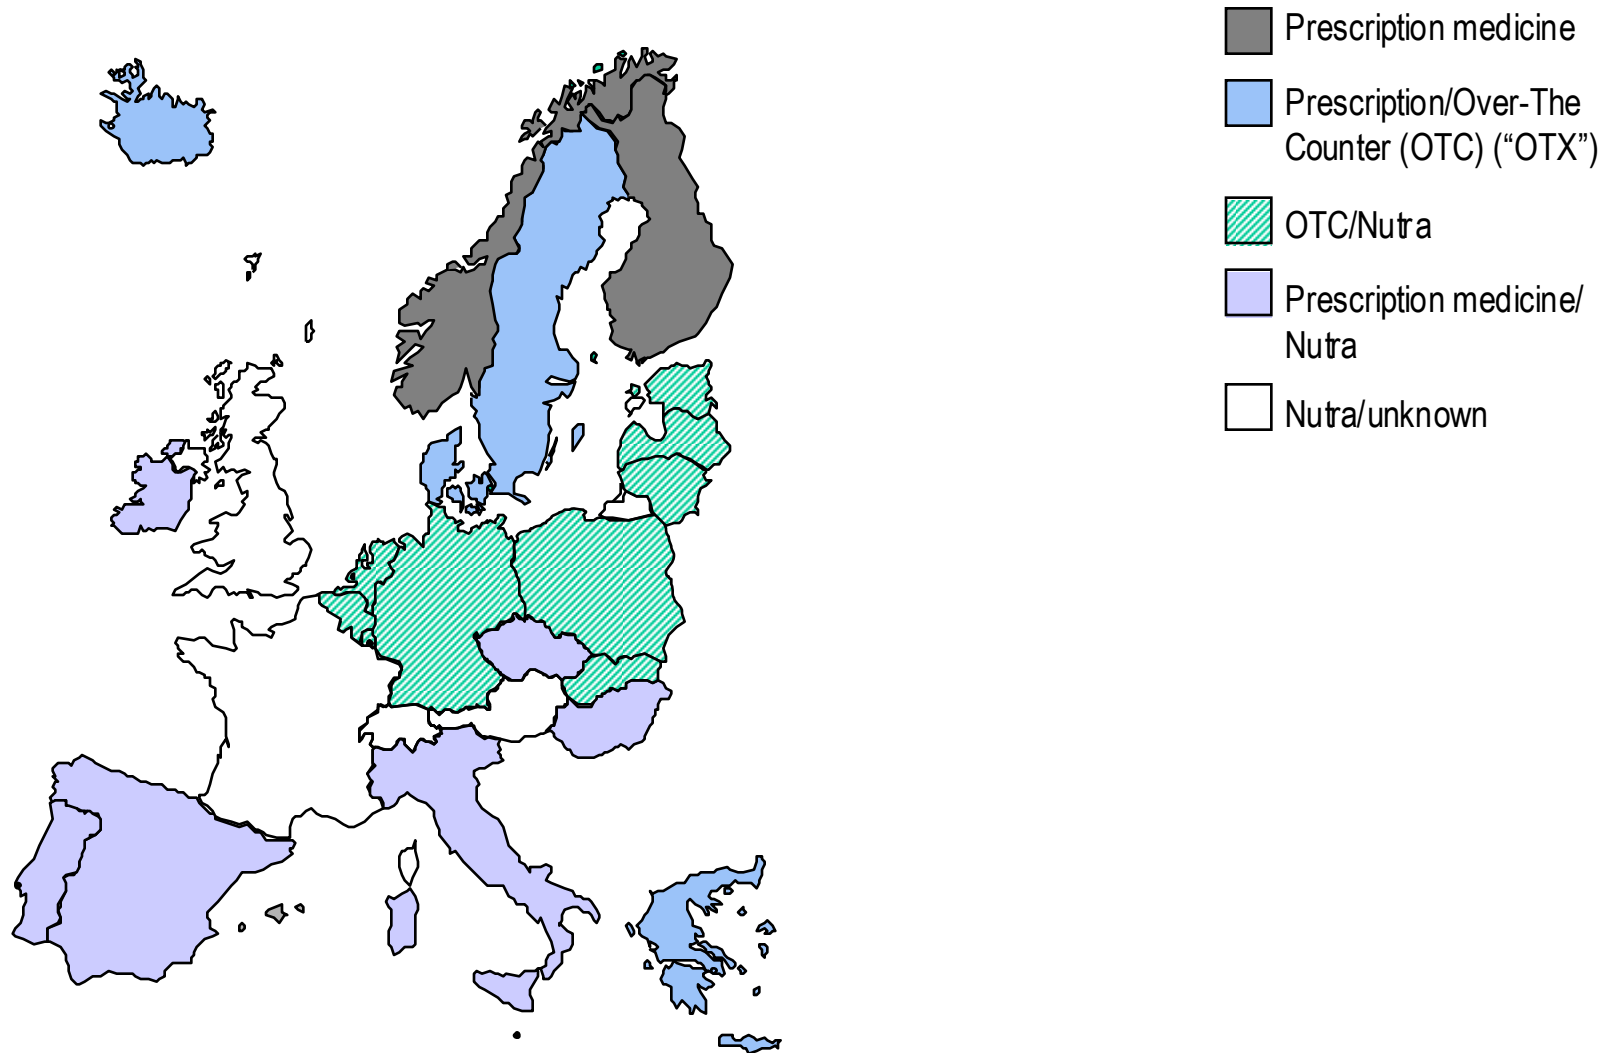 Prescription medicine
Prescription/Over-The
Counter (OTC) (“OTX”)
OTC/Nutra
Prescription medicine/
Nutra
Nutra/unknown